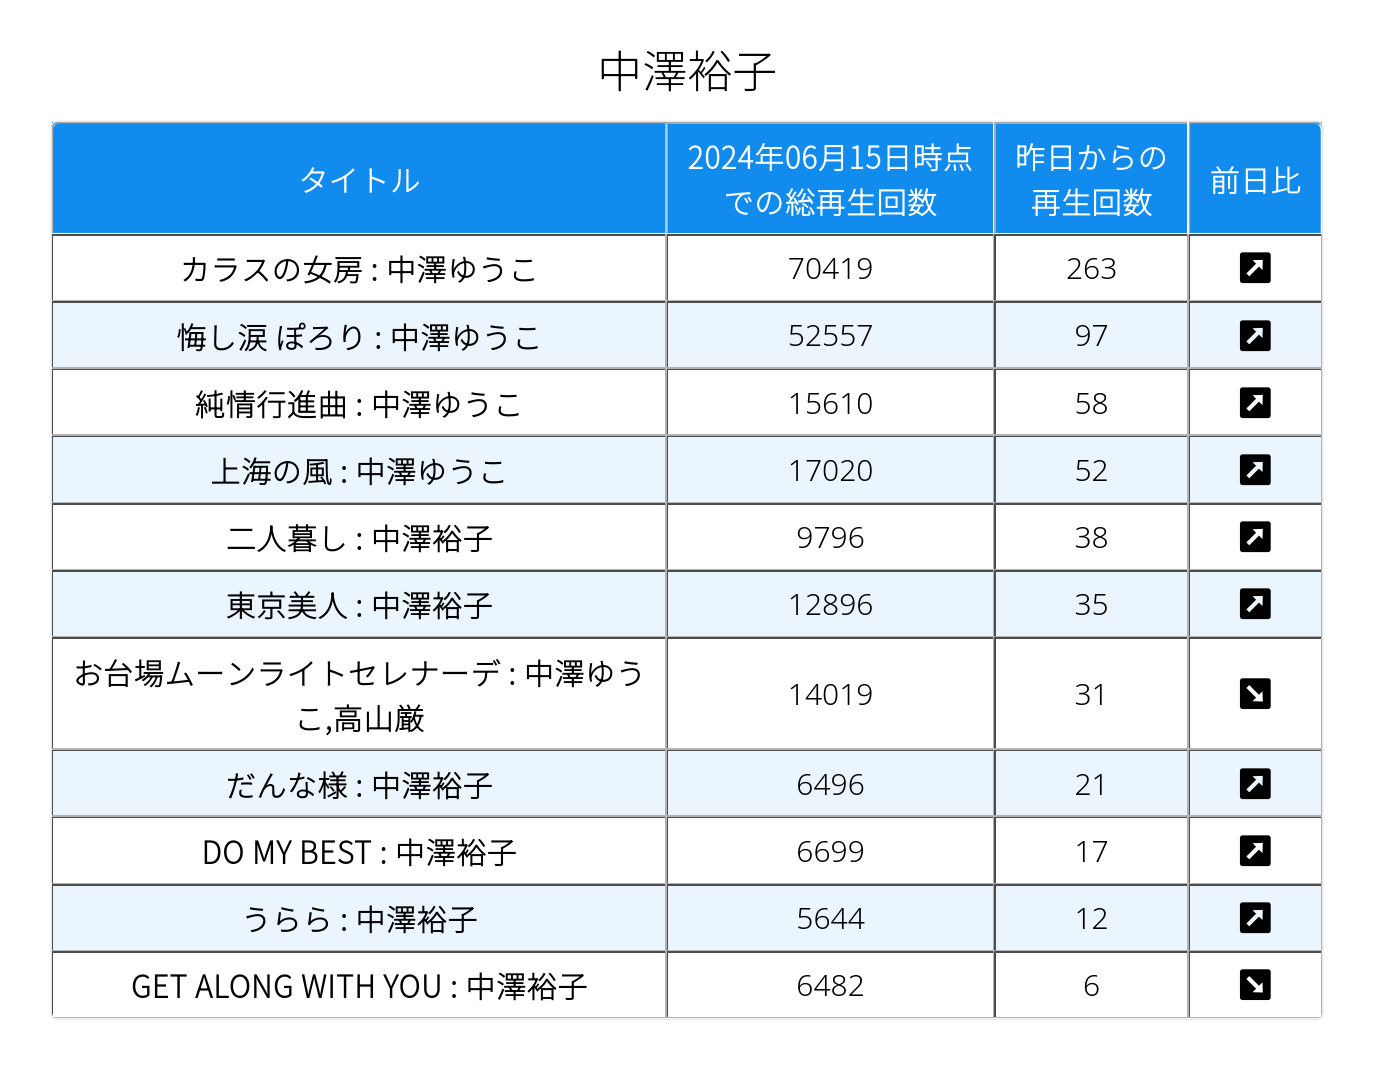 中澤裕子
タイトル
2024年06月15日時点
での総再生回数
昨日からの
再生回数
前日比
カラスの女房 : 中澤ゆうこ
70419
263
悔し涙 ぽろり : 中澤ゆうこ
52557
97
純情行進曲 : 中澤ゆうこ
15610
58
上海の風 : 中澤ゆうこ
17020
52
二人暮し : 中澤裕子
9796
38
東京美人 : 中澤裕子
12896
35
お台場ムーンライトセレナーデ : 中澤ゆう
こ,高山厳
14019
31
だんな様 : 中澤裕子
6496
21
DO MY BEST : 中澤裕子
6699
17
うらら : 中澤裕子
5644
12
GET ALONG WITH YOU : 中澤裕子
6482
6